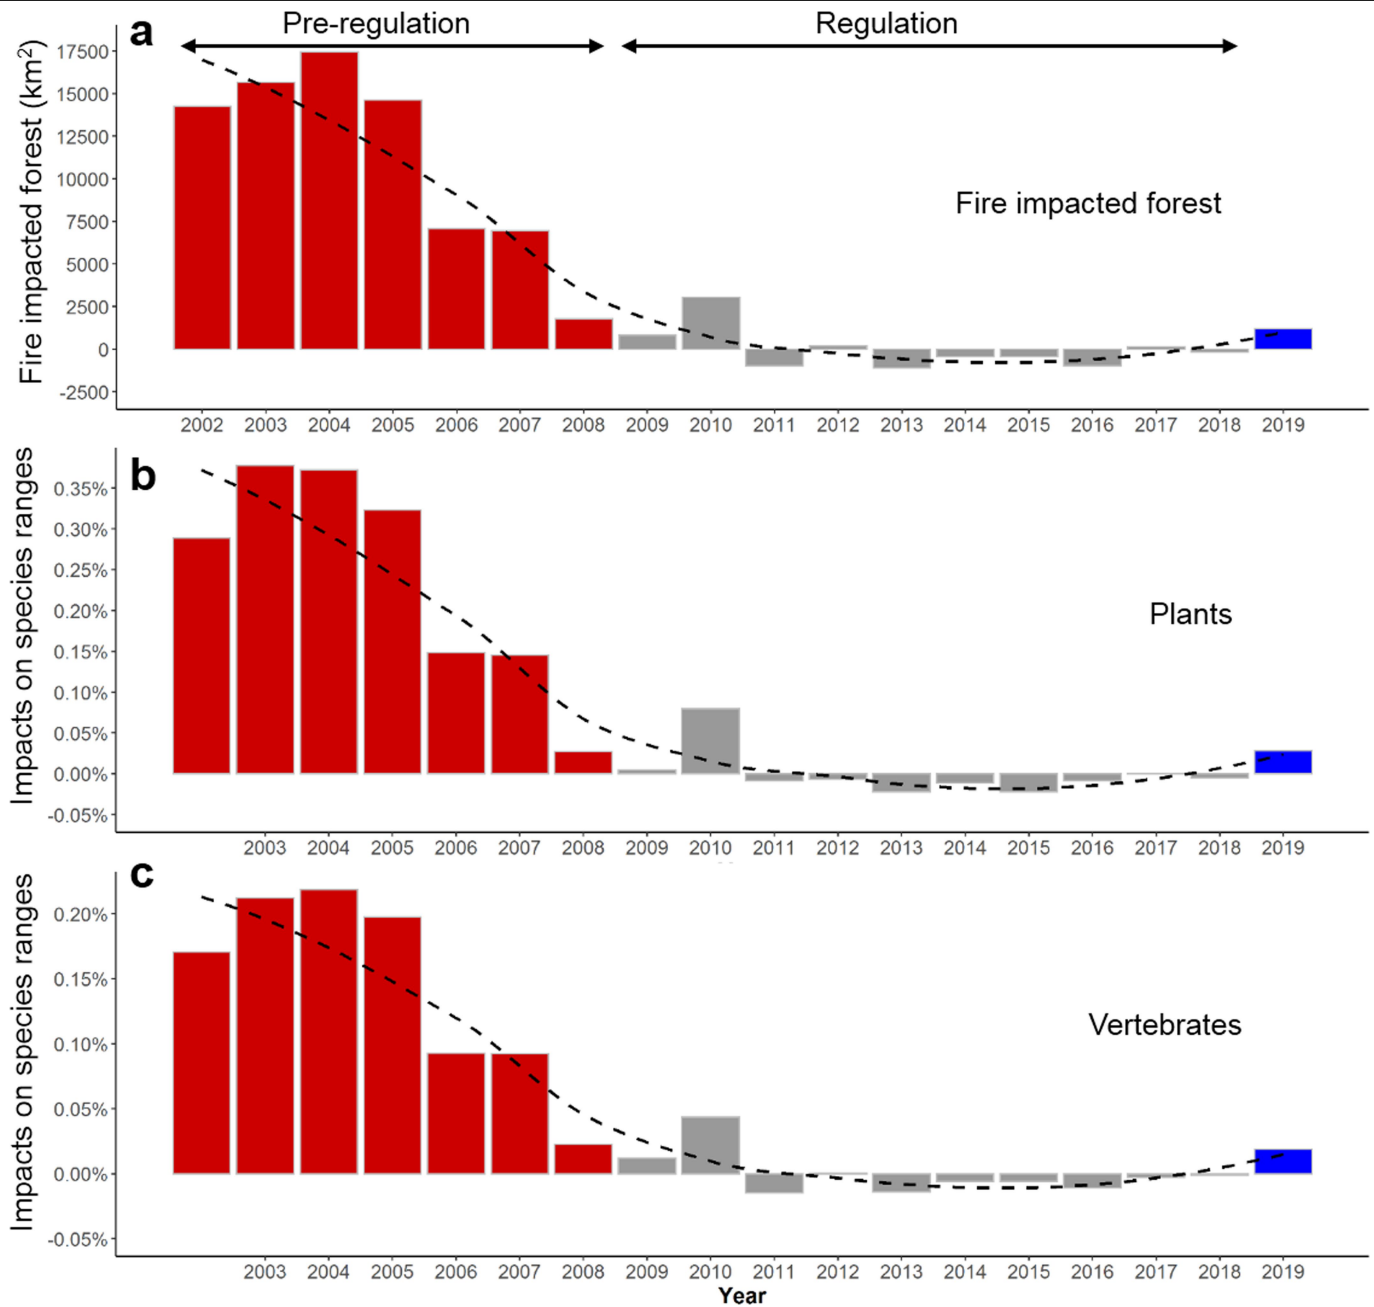 a
Pre-regulation
Regulation
Fire impacted forest (km²)
17500
15000
12500
10000
7500
5000
2500
0
-2500
Fire impacted forest
2002 2003 2004 2005 2006 2007 2008 2009 2010 2011 2012 2013 2014 2015 2016 2017 2018 2019
b
Impacts on species ranges
0.35%
0.30%
0.25%
0.20%
0.15%
0.10%
0.05%
0.00%
-0.05%
Plants
2003 2004 2005 2006 2007 2008 2009 2010 2011 2012 2013 2014 2015 2016 2017 2018 2019
c
Impacts on species ranges
0.20%
0.15%
0.10%
0.05%
0.00%
-0.05%
Vertebrates
2003 2004 2005 2006 2007 2008 2009 2010 2011 2012 2013 2014 2015 2016 2017 2018 2019
Year